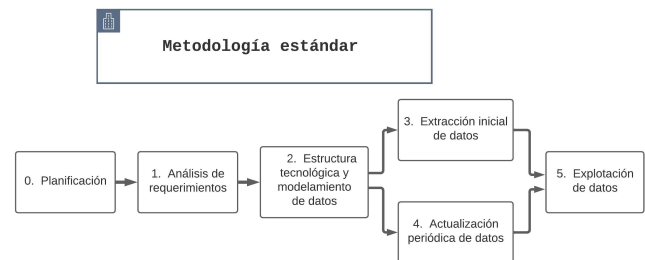 Metodología estándar
0. Planificación
1. Análisis de
requerimientos
2. Estructura
tecnológica y
modelamiento
de datos
3. Extracción inicial
de datos
4. Actualización
periódica de datos
5. Explotación
de datos